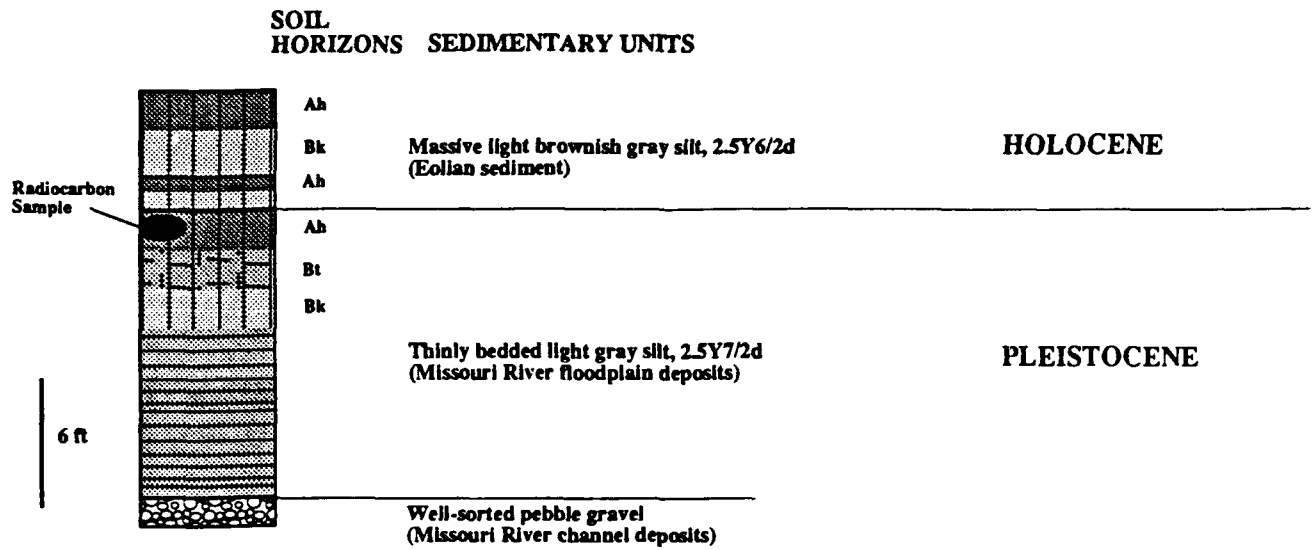 SOIL
HORIZONS SEDIMENTARY UNITS
Ah
Bk
Massive light brownish gray silt, 2.5Y6/2d
(Eolian sediment)
HOLOCENE
Ah
Radiocarbon
Sample
Ah
Bt
Bk
Thinly bedded light gray silt, 2.5Y7/2d
(Missouri River floodplain deposits)
PLEISTOCENE
6 ft
Well-sorted pebble gravel
(Missouri River channel deposits)